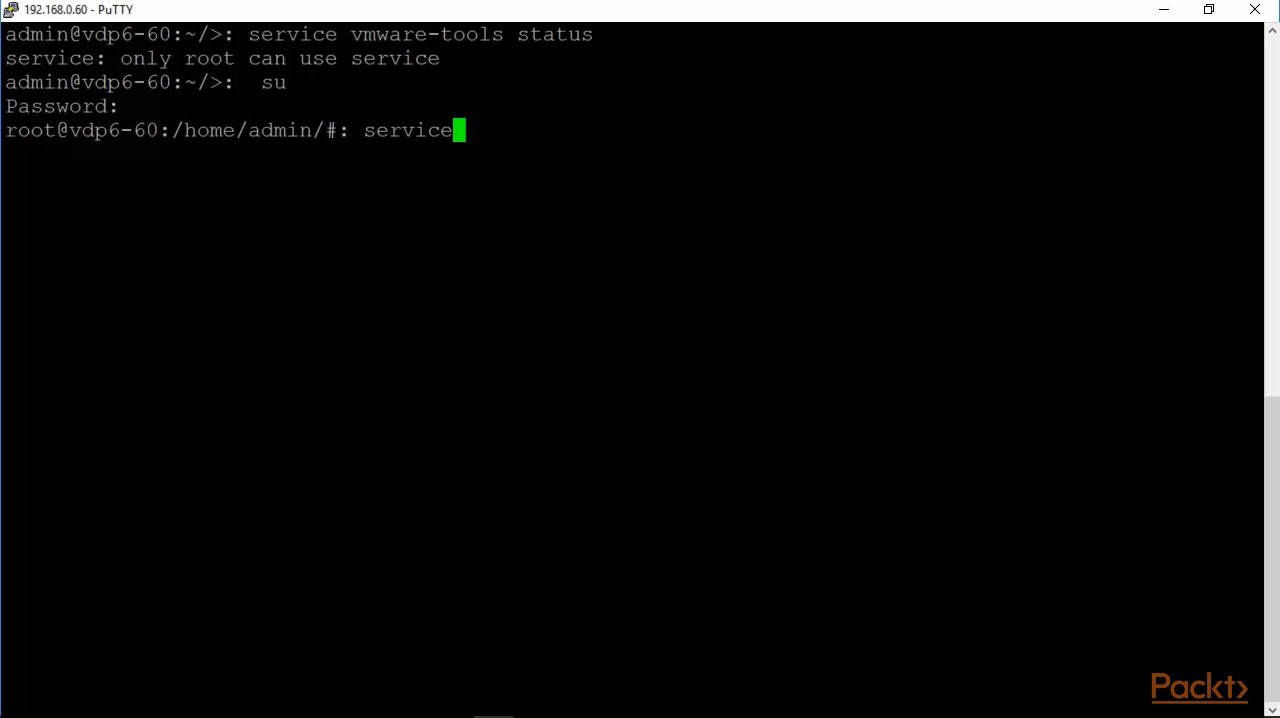 192.168.0.60 - PuTTY
admin@vdp6-60:~/>: service vmware-tools status
service: only root can use service
admin@vdp6-60:~/>:  su
Password:
root@vdp6-60:/home/admin/#: service
Packt>